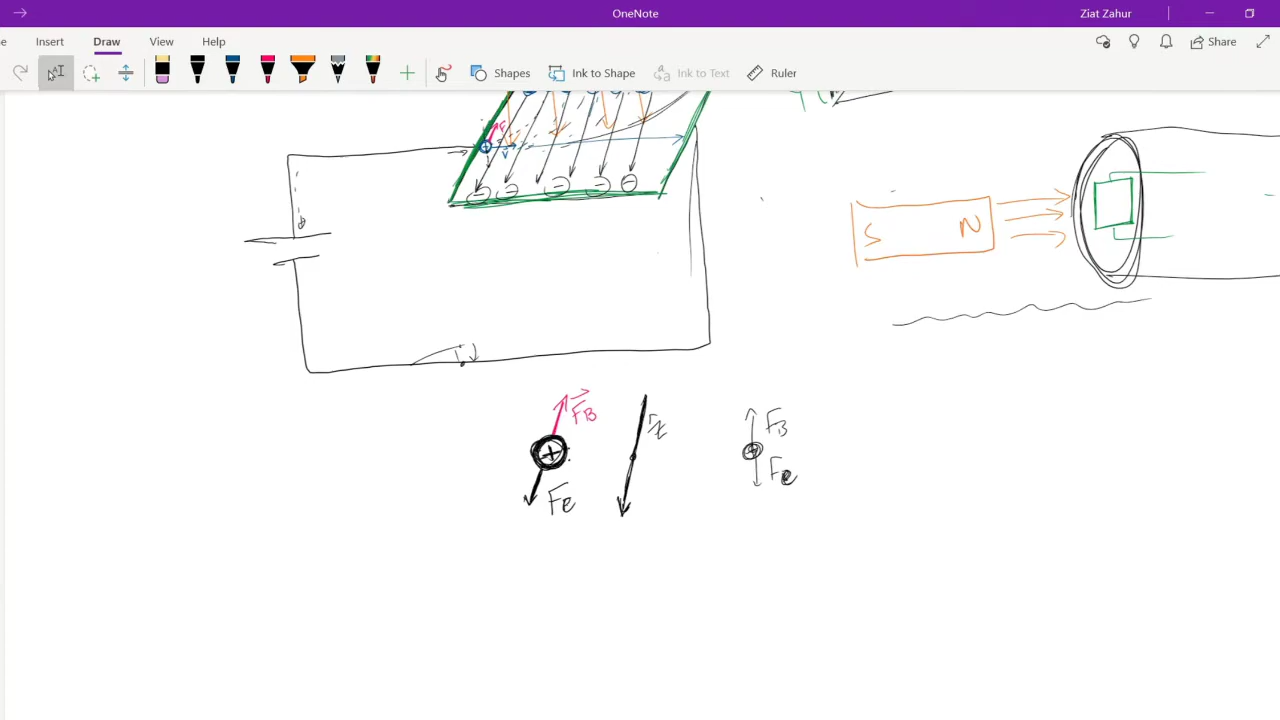 OneNote
Ziat Zahur
Insert
Draw
View
Help
Share
Shapes
Ink to Shape
Ink to Text
Ruler
F
V
S
N
FB
Fe
FB
Fe